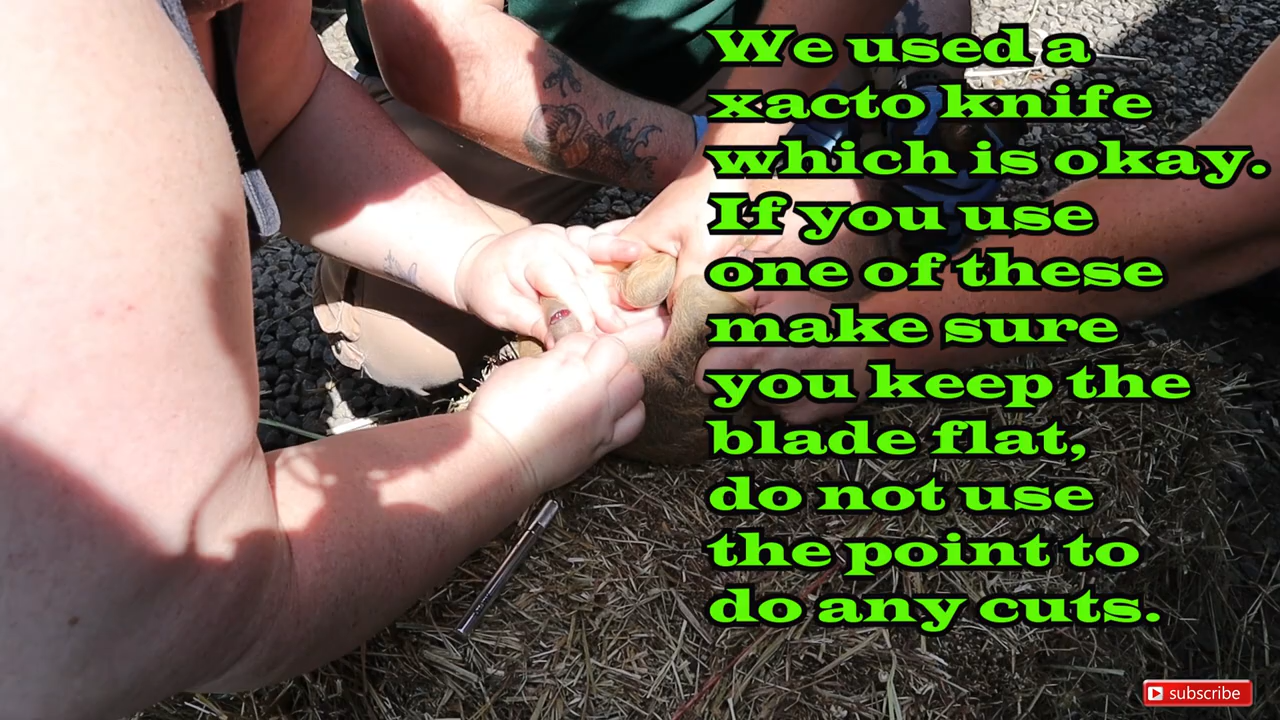 We used a
xacto knife
which is okay.
If you use
one of these
make sure
you keep the
blade flat,
do not use
the point to
do any cuts.
subscribe